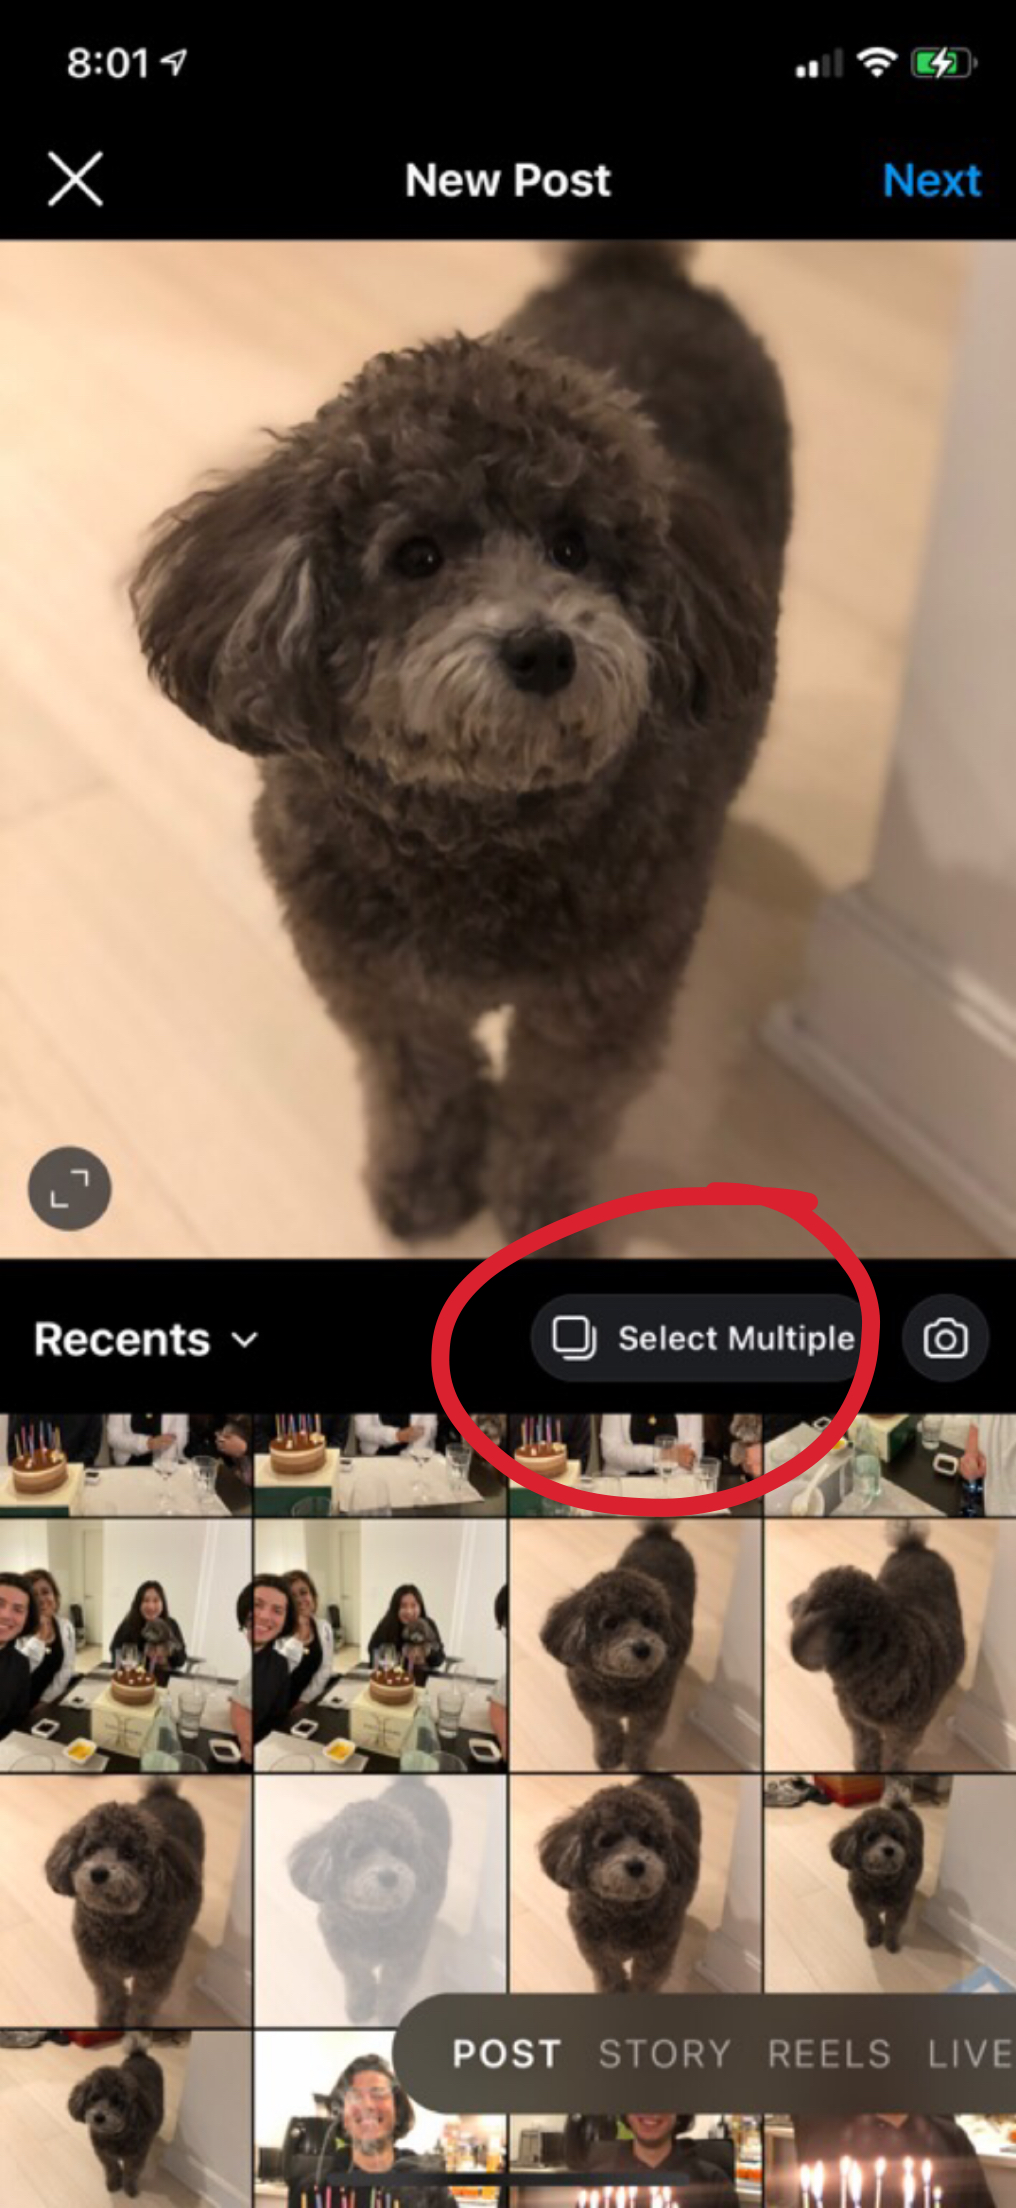 8:01
New Post
Next
Recents
Select Multiple
POST STORY REELS LIVE